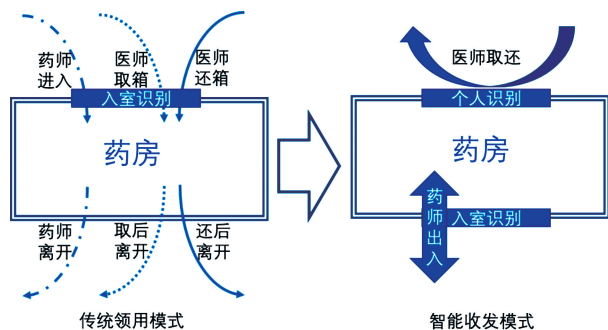 药师
进入
医师
取箱
医师
还箱
入室识别
药房
药师
离开
取后
离开
还后
离开
传统领用模式
医师取还
个人识别
药房
药师出入
入室识别
智能收发模式